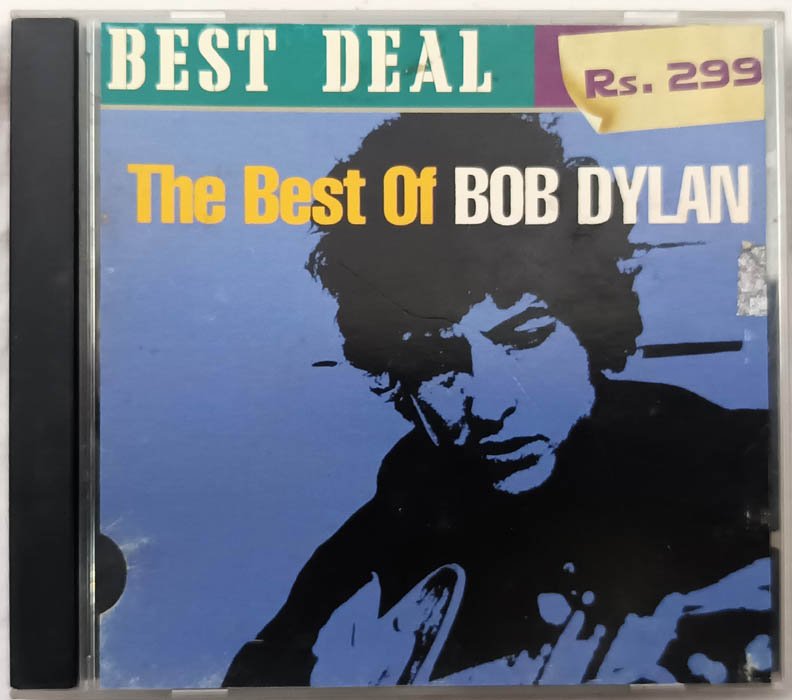 BEST DEAL
Rs. 299
The Best Of BOB DYLAN